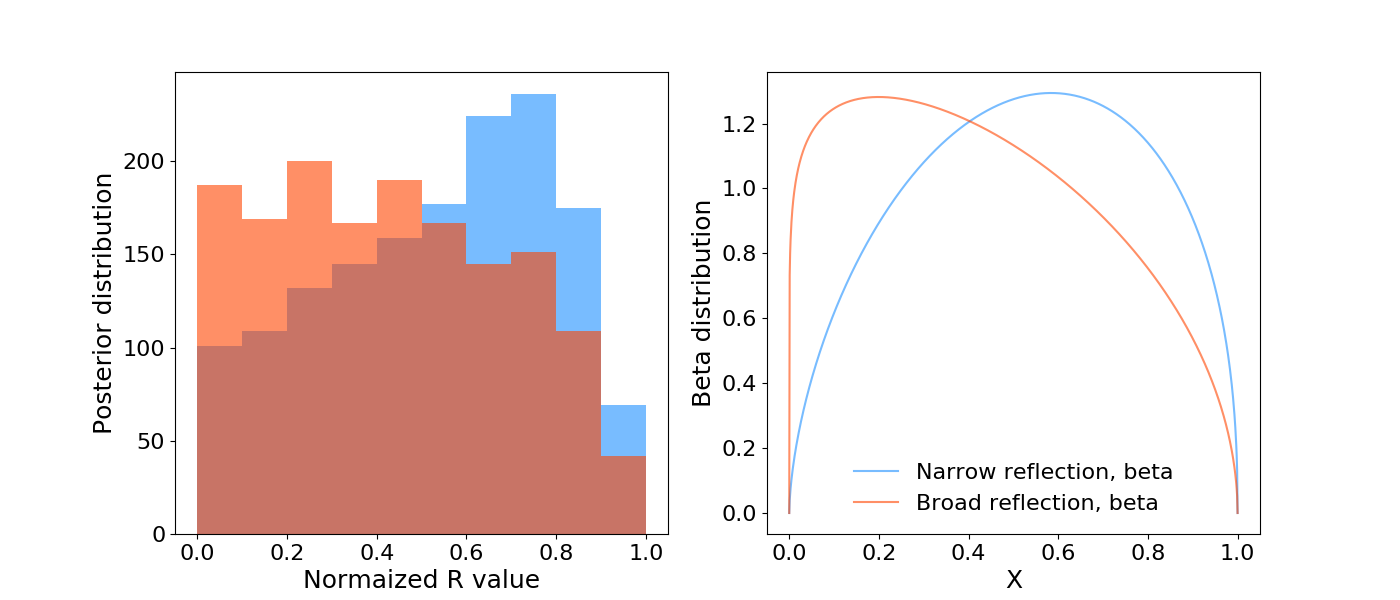 Posterior distribution
200
150
100
50
0
0.0 0.2 0.4 0.6 0.8 1.0
Normaized R value
Beta distribution
1.2
1.0
0.8
0.6
0.4
0.2
0.0
Narrow reflection, beta
Broad reflection, beta
0.0 0.2 0.4 0.6 0.8 1.0
X